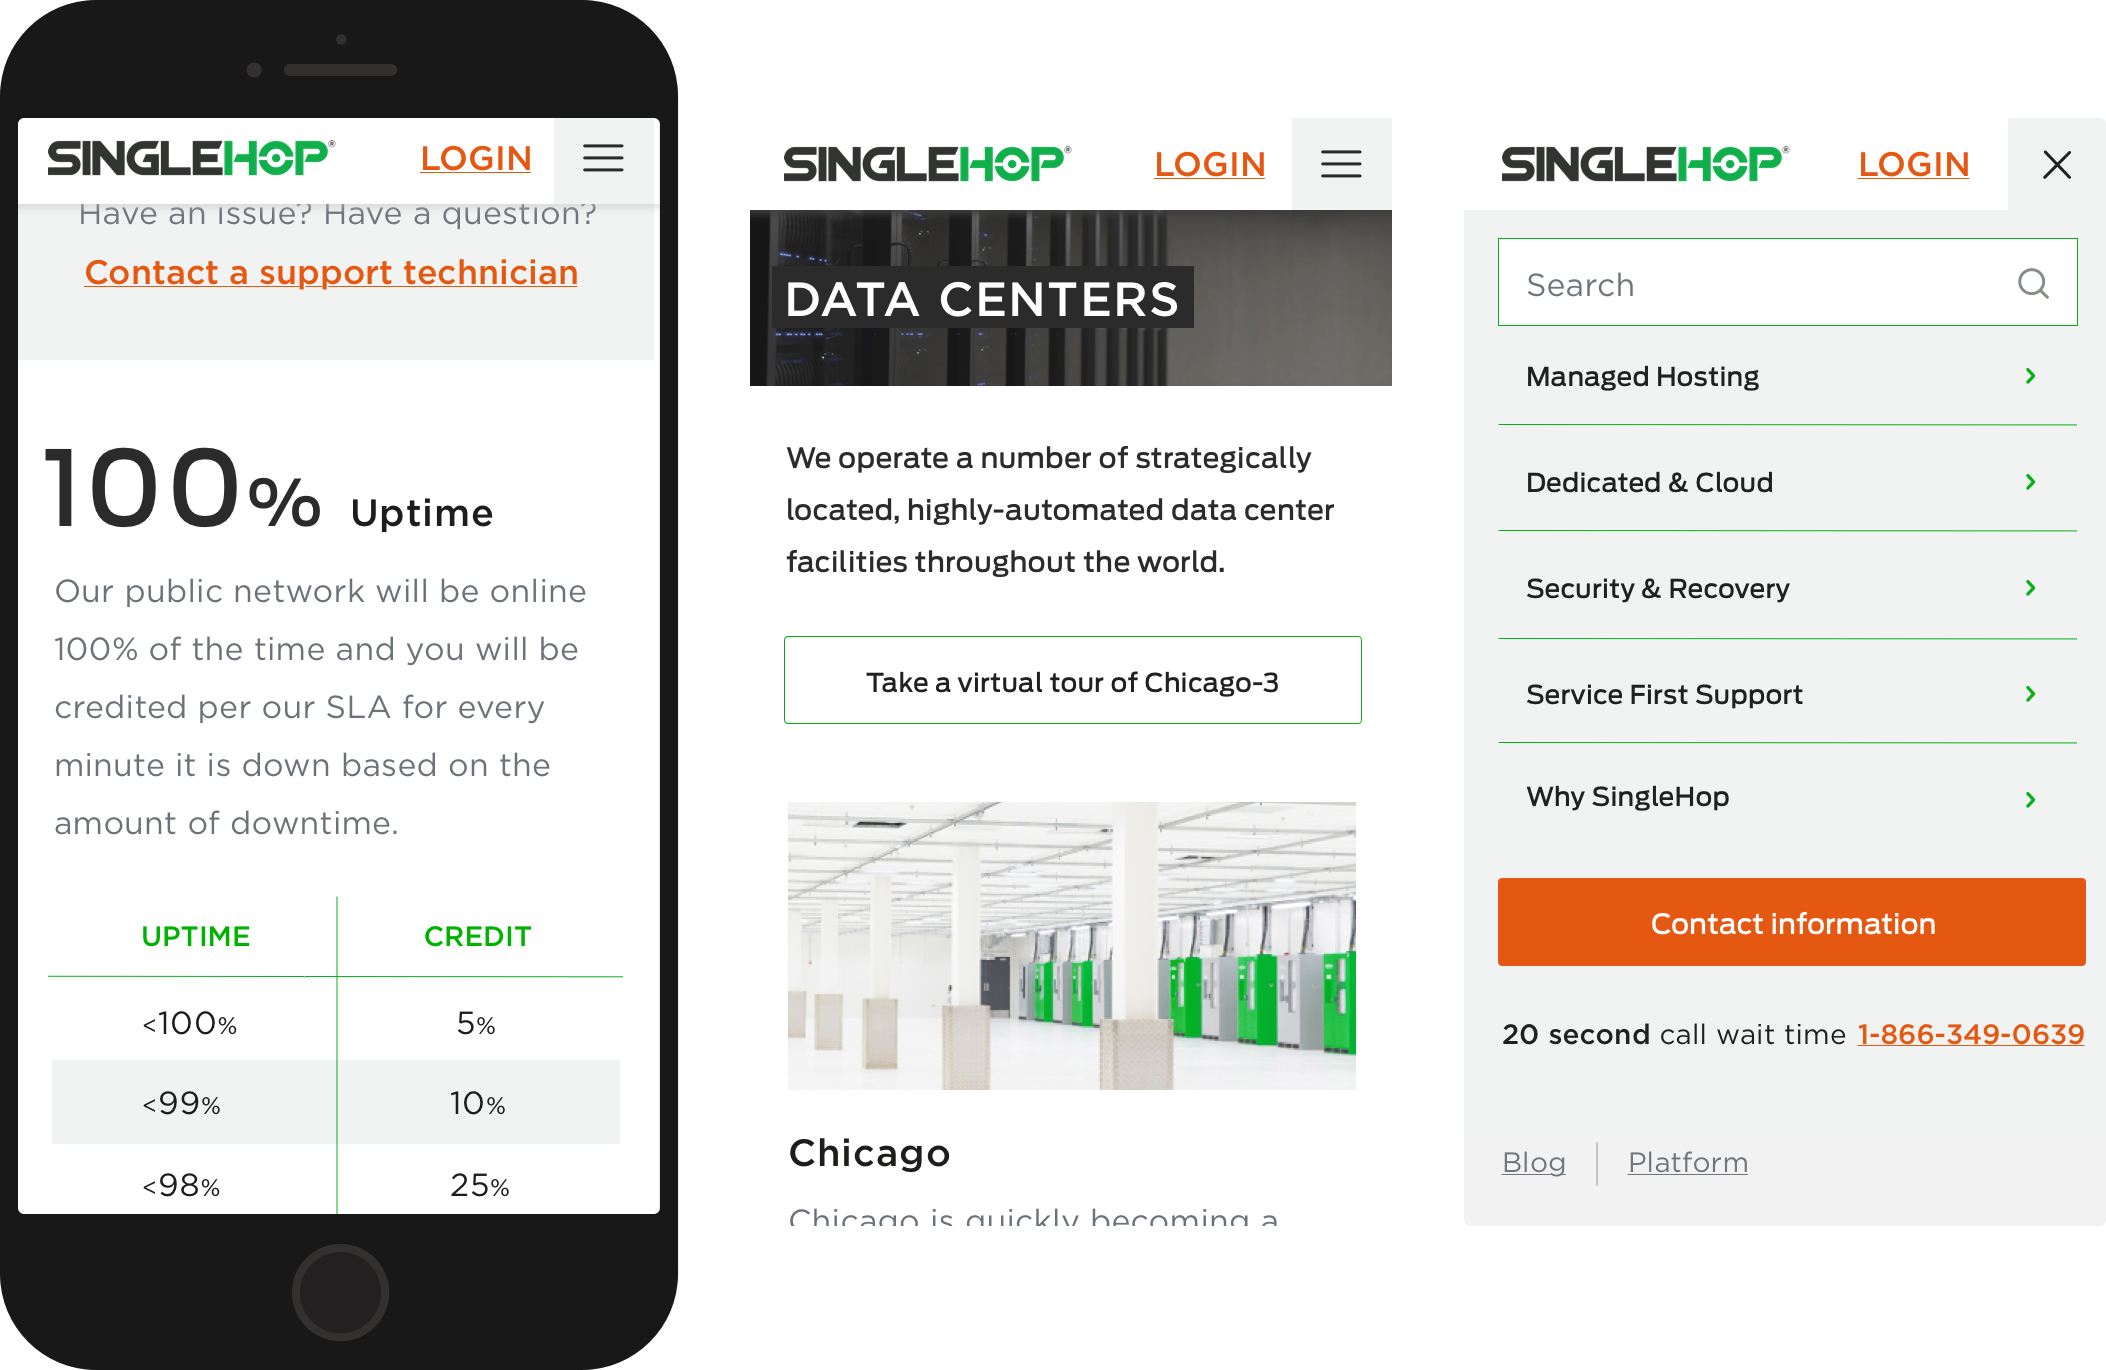 SINGLEHOP®
LOGIN
Have an issue? Have a question?
Contact a support technician
100% Uptime
Our public network will be online
100% of the time and you will be
credited per our SLA for every
minute it is down based on the
amount of downtime.
UPTIME CREDIT
<100% 5%
<99% 10%
<98% 25%
SINGLEHOP®
LOGIN
DATA CENTERS
We operate a number of strategically
located, highly-automated data center
facilities throughout the world.
Take a virtual tour of Chicago-3
Chicago
Chicago is quickly becoming a
SINGLEHOP®
LOGIN
Search
Managed Hosting
Dedicated & Cloud
Security & Recovery
Service First Support
Why SingleHop
Contact information
20 second call wait time 1-866-349-0639
Blog
Platform